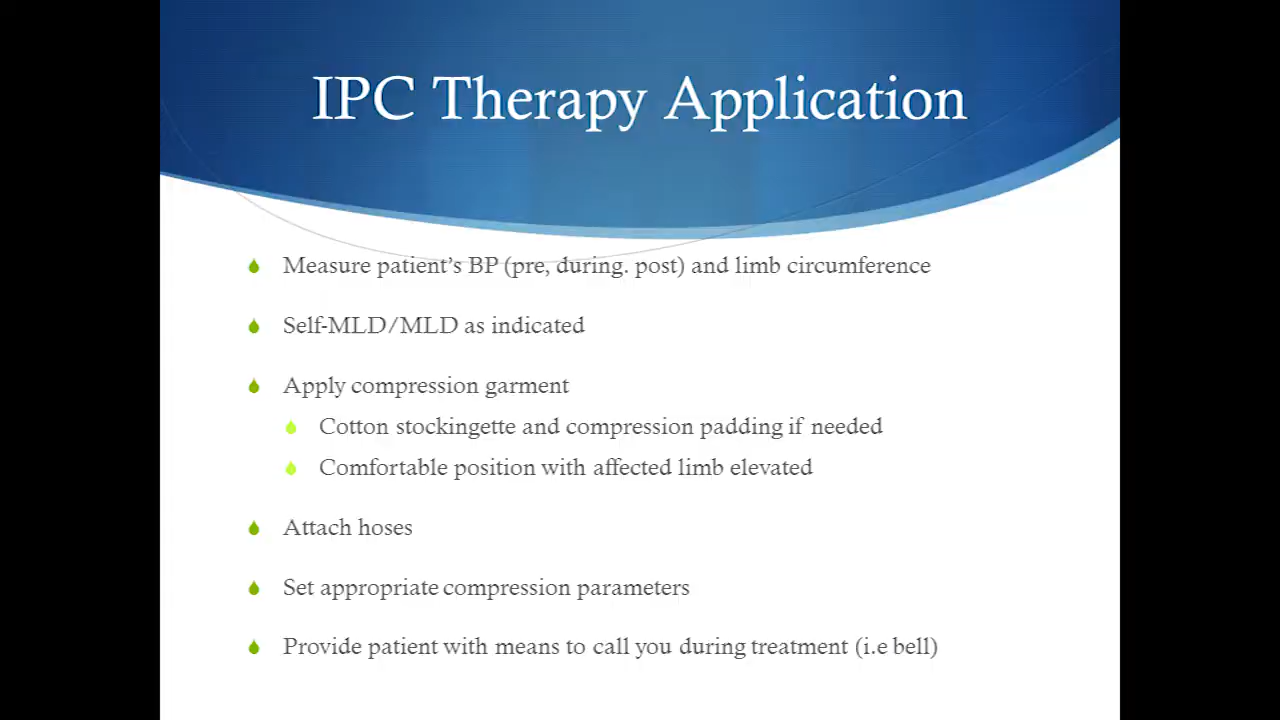 IPC Therapy Application
Measure patient's BP (pre, during. post) and limb circumference
Self-MLD/MLD as indicated
Apply compression garment
Cotton stockingette and compression padding if needed
Comfortable position with affected limb elevated
Attach hoses
Set appropriate compression parameters
Provide patient with means to call you during treatment (i.e bell)